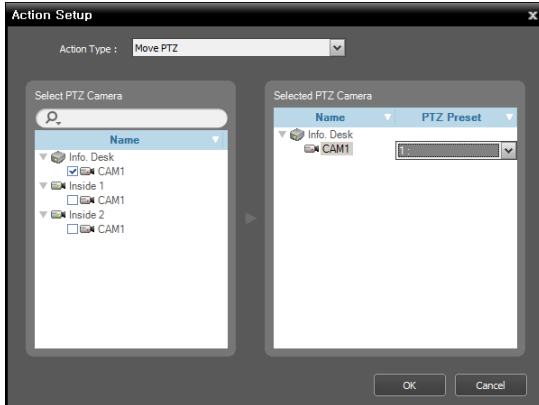 Action Setup
x
Action Type : Move PTZ
Select PTZ Camera
Name
Info. Desk
CAM1
Inside 1
CAM1
Inside 2
CAM1
Selected PTZ Camera
Name PTZ Preset
Info. Desk
CAM1 1 :
OK Cancel